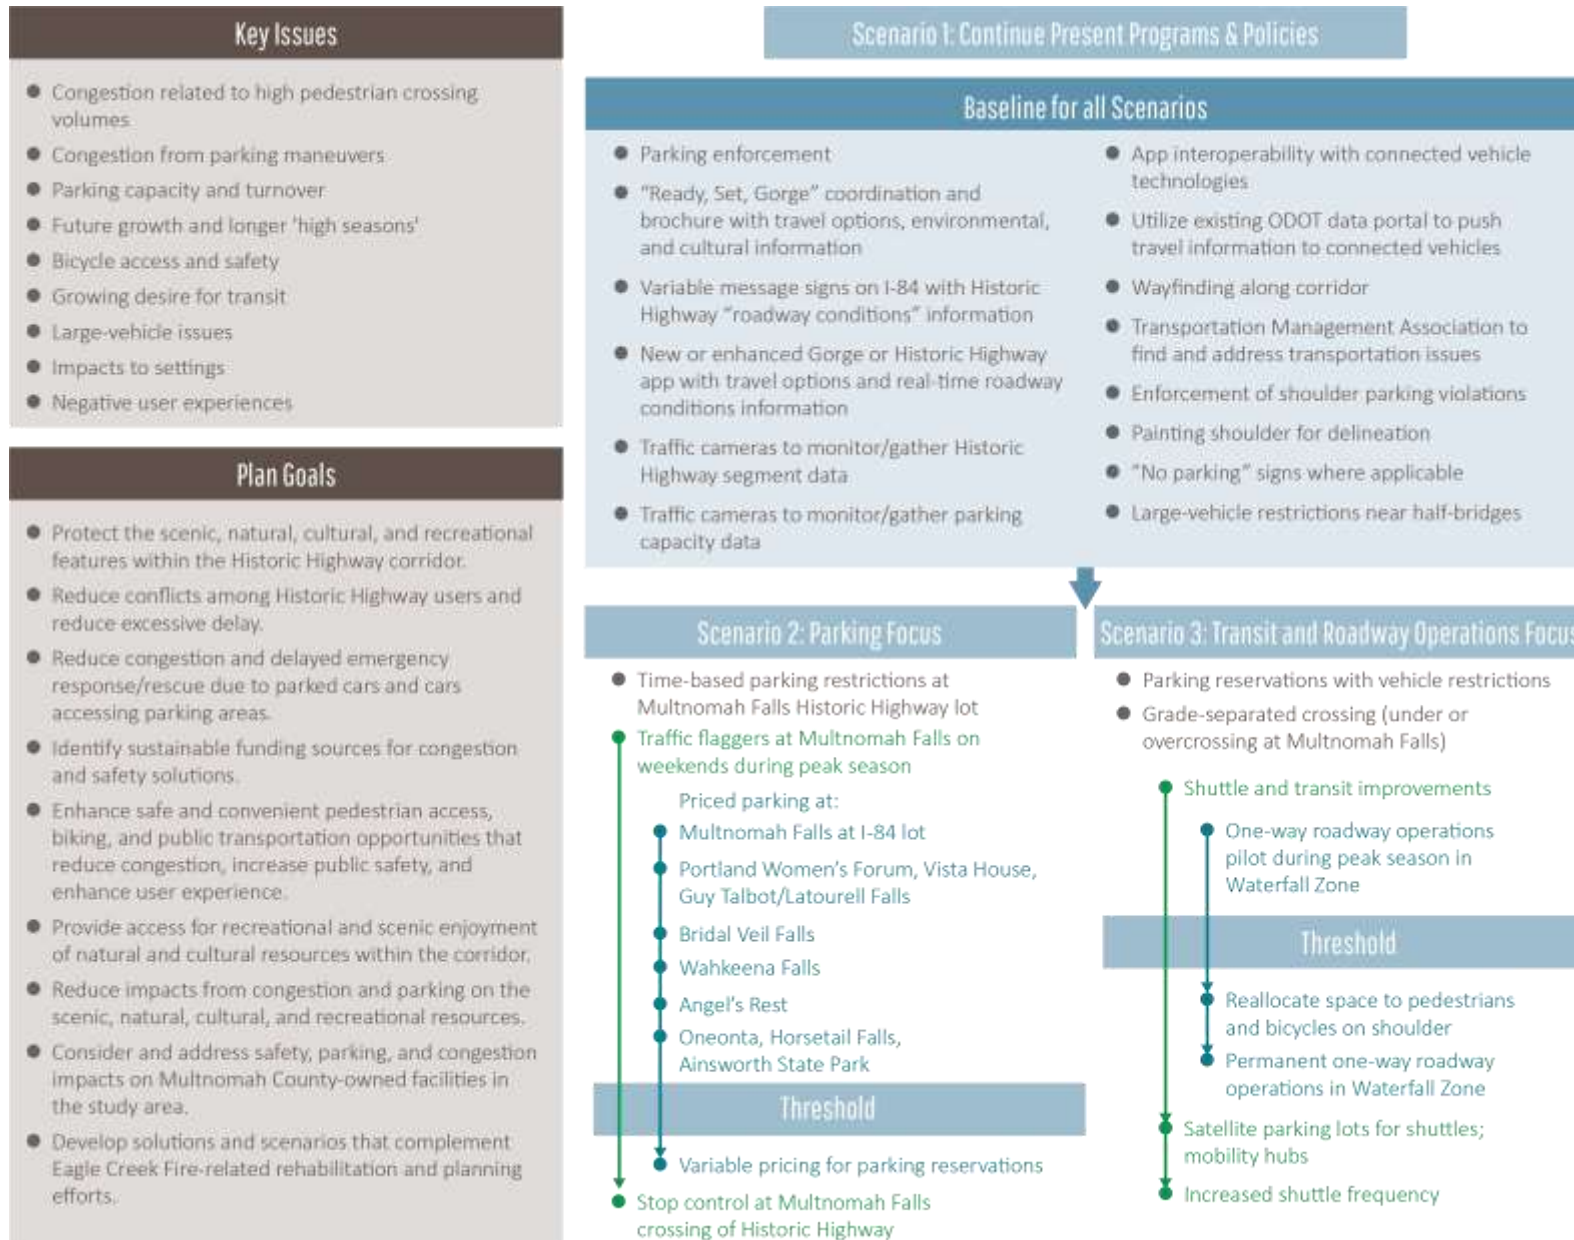 Key Issues
Congestion related to high pedestrian crossing
volumes
Congestion from parking maneuvers
Parking capacity and turnover
Future growth and longer 'high seasons'
Bicycle access and safety
Growing desire for transit
Large-vehicle issues
Impacts to settings
Negative user experiences
Plan Goals
Protect the scenic, natural, cultural, and recreational
features within the Historic Highway corridor.
Reduce conflicts among Historic Highway users and
reduce excessive delay.
Reduce congestion and delayed emergency
response/rescue due to parked cars and cars
accessing parking areas.
Identify sustainable funding sources for congestion
and safety solutions.
Enhance safe and convenient pedestrian access,
biking, and public transportation opportunities that
reduce congestion, increase public safety, and
enhance user experience.
Provide access for recreational and scenic enjoyment
of natural and cultural resources within the corridor.
Reduce impacts from congestion and parking on the
scenic, natural, cultural, and recreational resources.
Consider and address safety, parking, and congestion
impacts on Multnomah County-owned facilities in
the study area.
Develop solutions and scenarios that complement
Eagle Creek Fire-related rehabilitation and planning
efforts.
Scenario 1: Continue Present Programs & Policies
Baseline for all Scenarios
Parking enforcement
"Ready, Set, Gorge" coordination and
brochure with travel options, environmental,
and cultural information
Variable message signs on I-84 with Historic
Highway "roadway conditions" information
New or enhanced Gorge or Historic Highway
app with travel options and real-time roadway
conditions information
Traffic cameras to monitor/gather Historic
Highway segment data
Traffic cameras to monitor/gather parking
capacity data
App interoperability with connected vehicle
technologies
Utilize existing ODOT data portal to push
travel information to connected vehicles
Wayfinding along corridor
Transportation Management Association to
find and address transportation issues
Enforcement of shoulder parking violations
Painting shoulder for delineation
"No parking" signs where applicable
Large-vehicle restrictions near half-bridges
Scenario 2: Parking Focus
Time-based parking restrictions at
Multnomah Falls Historic Highway lot
Traffic flaggers at Multnomah Falls on
weekends during peak season
Priced parking at:
Multnomah Falls at I-84 lot
Portland Women's Forum, Vista House,
Guy Talbot/Latourell Falls
Bridal Veil Falls
Wahkeena Falls
Angel's Rest
Oneonta, Horsetail Falls,
Ainsworth State Park
Threshold
Variable pricing for parking reservations
Stop control at Multnomah Falls
crossing of Historic Highway
Scenario 3: Transit and Roadway Operations Focus
Parking reservations with vehicle restrictions
Grade-separated crossing (under or
overcrossing at Multnomah Falls)
Shuttle and transit improvements
One-way roadway operations
pilot during peak season in
Waterfall Zone
Threshold
Reallocate space to pedestrians
and bicycles on shoulder
Permanent one-way roadway
operations in Waterfall Zone
Satellite parking lots for shuttles;
mobility hubs
Increased shuttle frequency